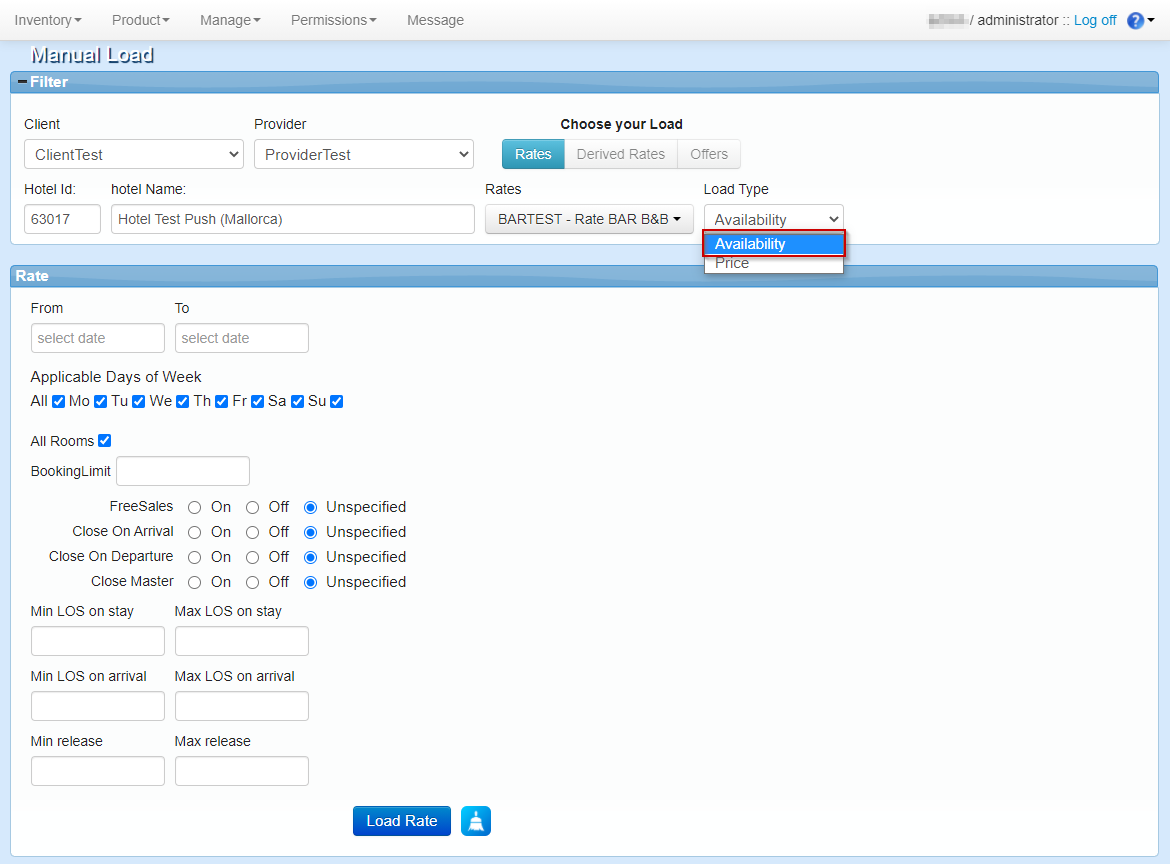 Inventory Product Manage Permissions Message / administrator :: Log off ?
Manual Load
Filter
Client Provider Choose your Load
ClientTest ProviderTest Rates Derived Rates Offers
Hotel Id: hotel Name: Rates Load Type
63017 Hotel Test Push (Mallorca) BARTEST - Rate BAR B&B Availability
Availability
Price
Rate
From To
select date select date
Applicable Days of Week
All Mo Tu We Th Fr Sa Su
All Rooms
BookingLimit
FreeSales On Off Unspecified
Close On Arrival On Off Unspecified
Close On Departure On Off Unspecified
Close Master On Off Unspecified
Min LOS on stay Max LOS on stay
Min LOS on arrival Max LOS on arrival
Min release Max release
Load Rate